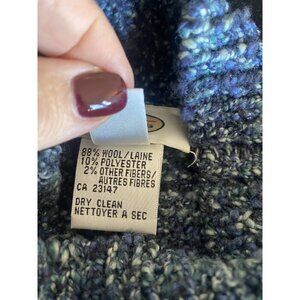 88% WOOL/LAINE
10% POLYESTER
2% OTHER FIBERS/
AUTRES FIBRES
CA 23147
DRY CLEAN
NETTOYER A SEC